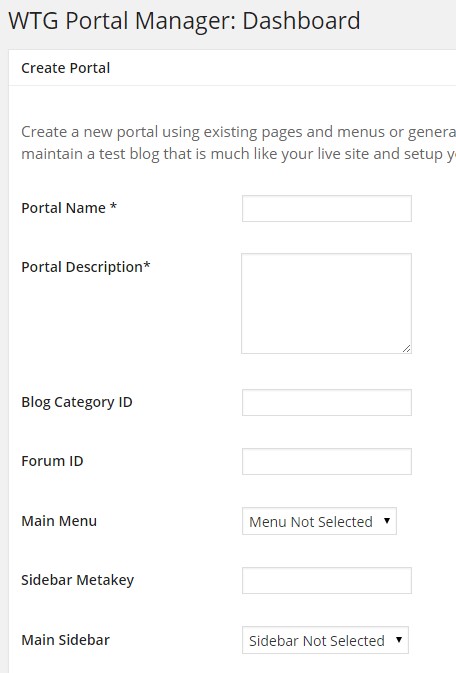 WTG Portal Manager: Dashboard
Create Portal
Create a new portal using existing pages and menus or genera
maintain a test blog that is much like your live site and setup y
Portal Name *
Portal Description*
Blog Category ID
Forum ID
Main Menu
Menu Not Selected
Sidebar Metakey
Main Sidebar
Sidebar Not Selected